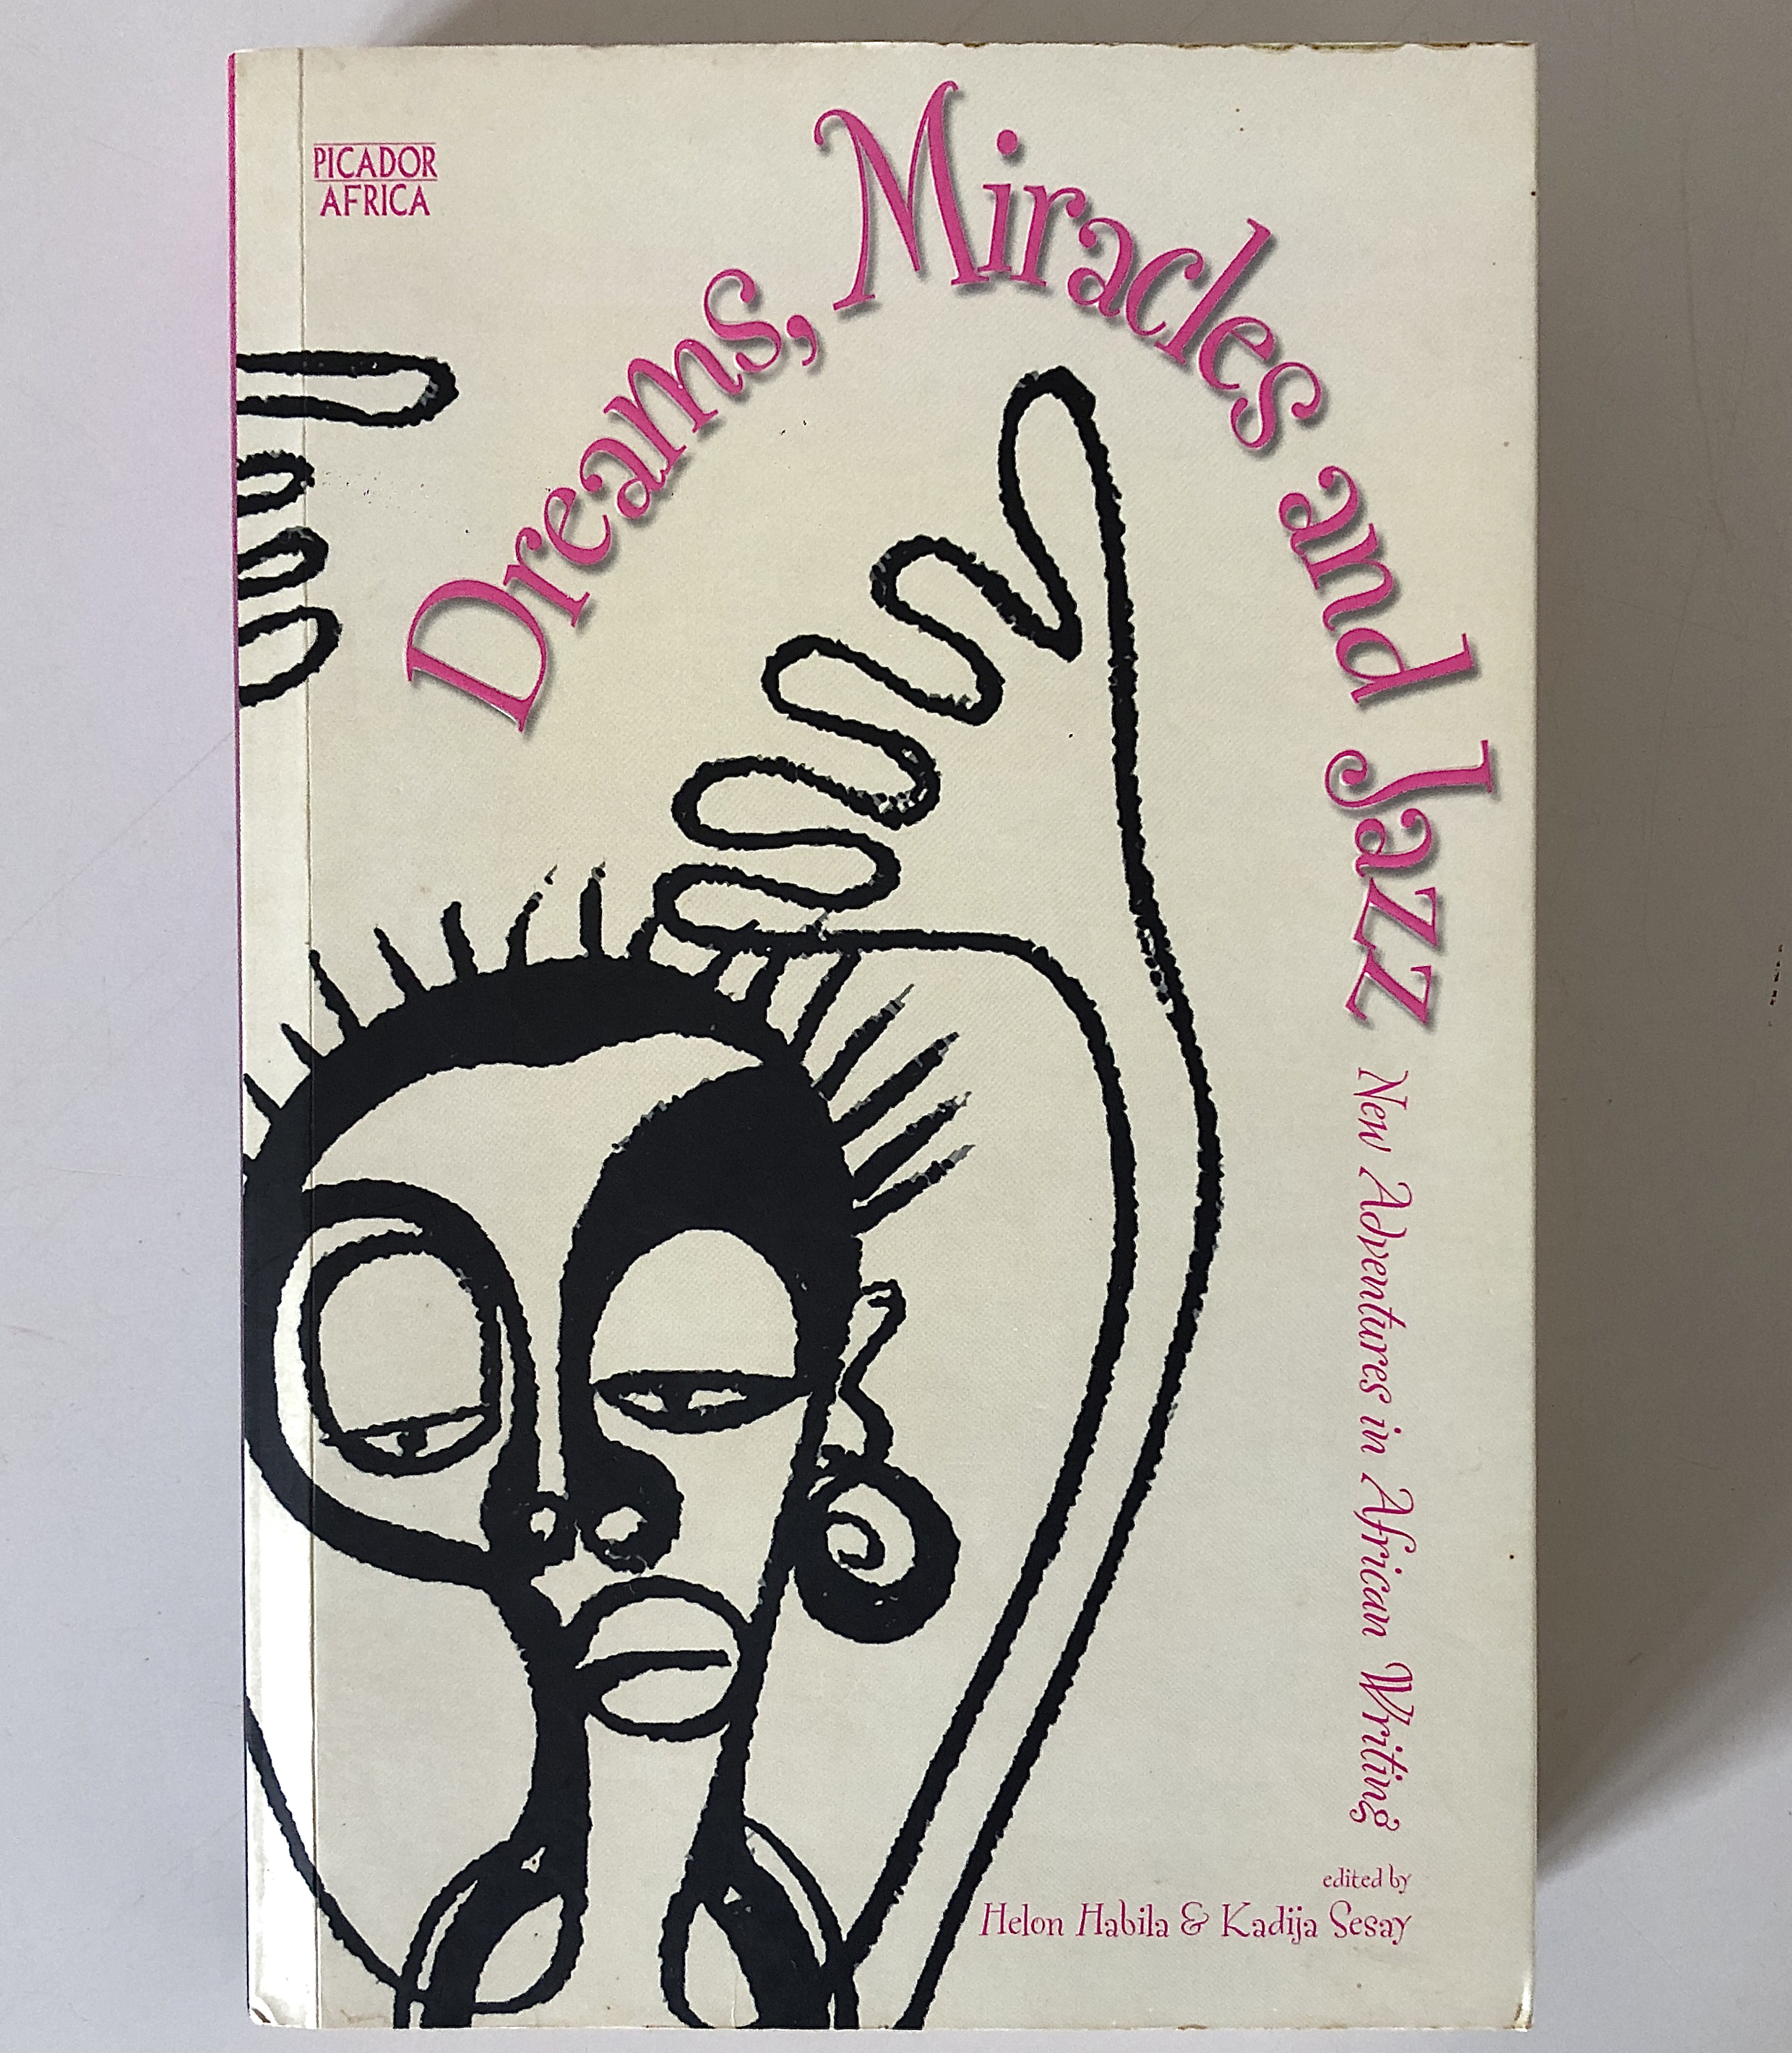 PICADOR
AFRICA
Dreams, Miracles and Jazz
New Adventures in African Writing
edited by
Helon Habila & Kadija Sesay